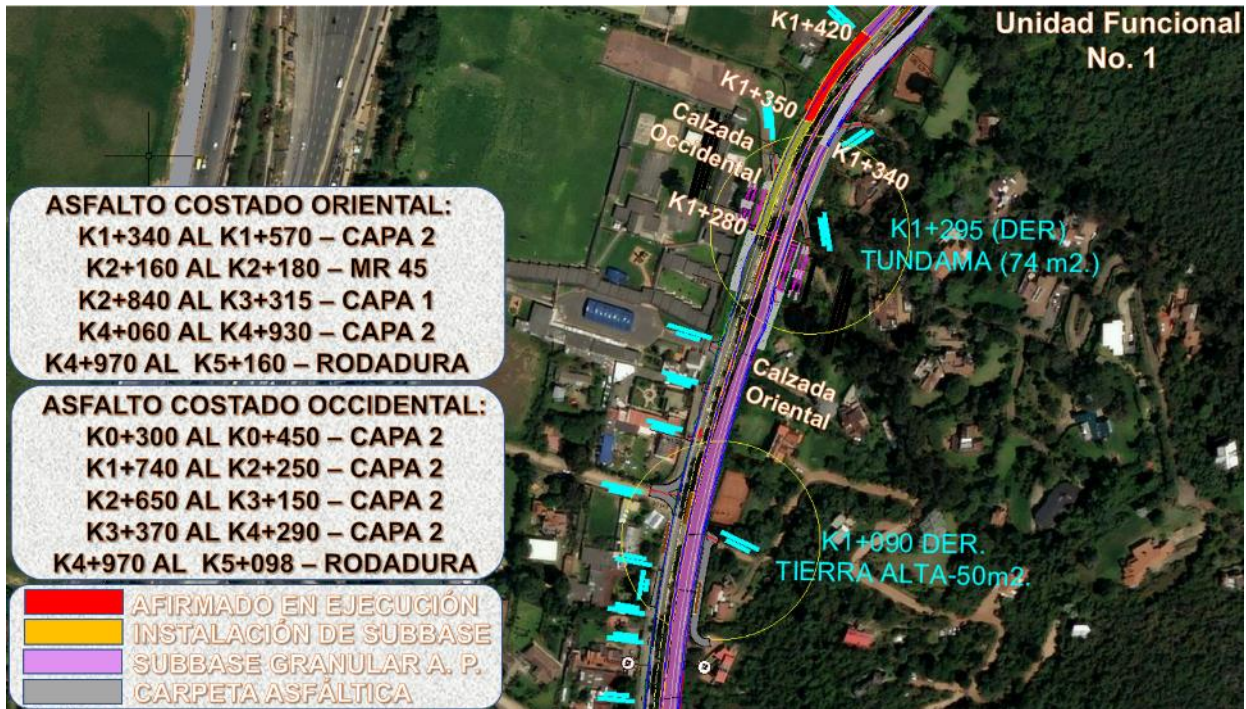 Unidad Funcional
No. 1
K1+420
K1+350
Calzada
Occidental
K1+340
K1+280
K1+295 (DER)
TUNDAMA (74 m2.)
Calzada
Oriental
K1+090 DER.
TIERRA ALTA-50m2.
ASFALTO COSTADO ORIENTAL:
K1+340 AL K1+570 – CAPA 2
K2+160 AL K2+180 – MR 45
K2+840 AL K3+315 – CAPA 1
K4+060 AL K4+930 – CAPA 2
K4+970 AL K5+160 – RODADURA
ASFALTO COSTADO OCCIDENTAL:
K0+300 AL K0+450 – CAPA 2
K1+740 AL K2+250 – CAPA 2
K2+650 AL K3+150 – CAPA 2
K3+370 AL K4+290 – CAPA 2
K4+970 AL K5+098 – RODADURA
AFIRMADO EN EJECUCIÓN
INSTALACIÓN DE SUBBASE
SUBBASE GRANULAR A. P.
CARPETA ASFÁLTICA